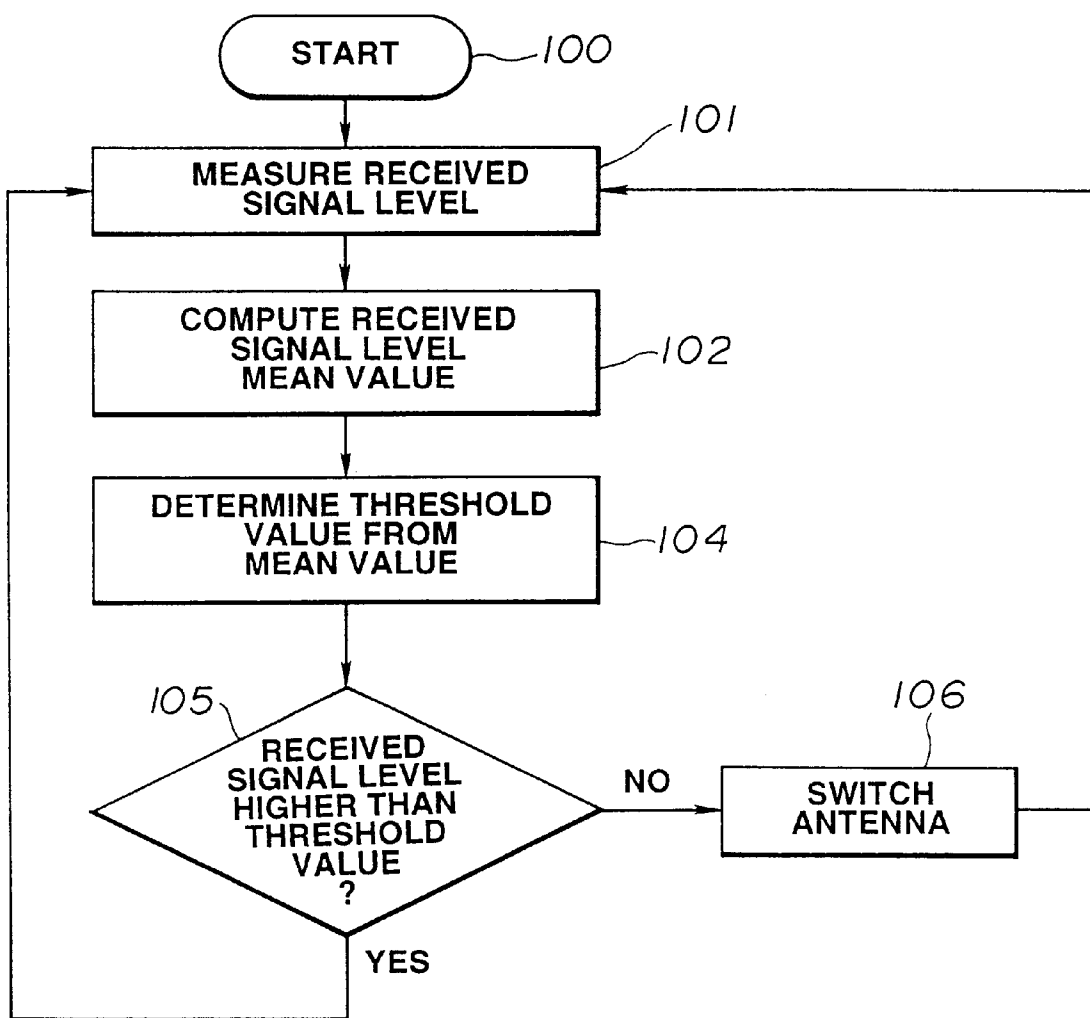 START
100
101
MEASURE RECEIVED
SIGNAL LEVEL
COMPUTE RECEIVED
SIGNAL LEVEL
MEAN VALUE
102
DETERMINE THRESHOLD
VALUE FROM
MEAN VALUE
104
105
RECEIVED
SIGNAL LEVEL
HIGHER THAN
THRESHOLD
VALUE
?
NO
106
SWITCH
ANTENNA
YES